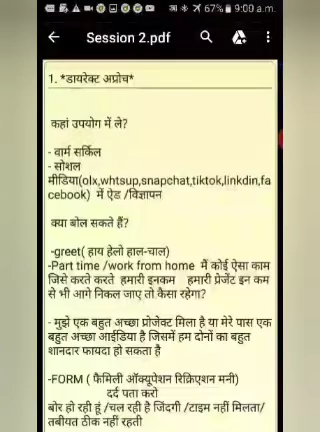 67% 9:00 a.m.
Session 2.pdf
1. *डायरेक्ट अप्रोच*
कहां उपयोग में ले?
- वार्म सर्किल
- सोशल
मीडिया(olx,whtsup,snapchat,tiktok,linkdin,fa
cebook) में ऐड /विज्ञापन
क्या बोल सकते हैं?
-greet( हाय हेलो हाल-चाल)
-Part time /work from home में कोई ऐसा काम
जिसे करते करते हमारी इनकम हमारी प्रेजेंट इन कम
से भी आगे निकल जाए तो कैसा रहेगा?
- मुझे एक बहुत अच्छा प्रोजेक्ट मिला है या मेरे पास एक
बहुत अच्छा आईडिया है जिसमें हम दोनों का बहुत
शानदार फायदा हो सकता है
-FORM ( फैमिली ऑक्यूपेशन रिक्रिएशन मनी)
दर्द पता करो
बोर हो रही हूं /चल रही है जिंदगी /टाइम नहीं मिलता/
तबीयत ठीक नहीं रहती